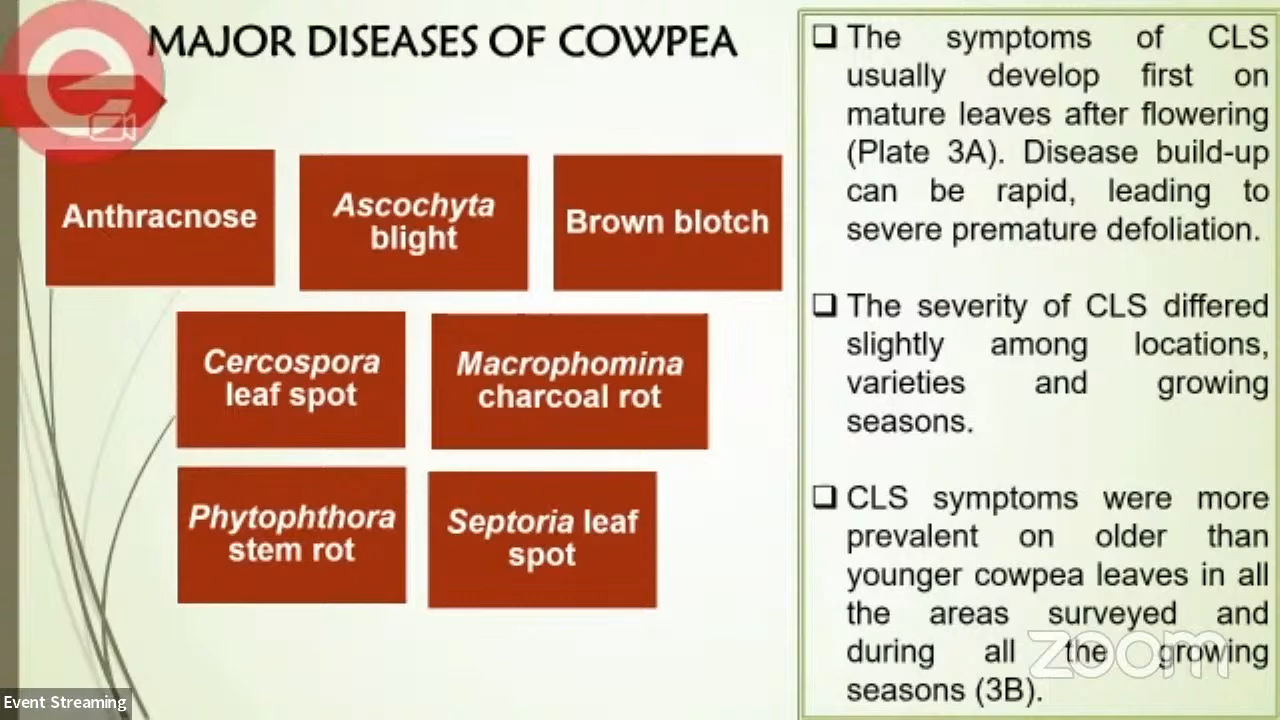 MAJOR DISEASES OF COWPEA
Anthracnose
Ascochyta
blight
Brown blotch
Cercospora
leaf spot
Macrophomina
charcoal rot
Phytophthora
stem rot
Septoria leaf
spot
❑ The symptoms of CLS
usually develop first on
mature leaves after flowering
(Plate 3A). Disease build-up
can be rapid, leading to
severe premature defoliation.
❑ The severity of CLS differed
slightly among locations,
varieties and growing
seasons.
❑ CLS symptoms were more
prevalent on older than
younger cowpea leaves in all
the areas surveyed and
during all the growing
seasons (3B).
zoom
Event Streaming